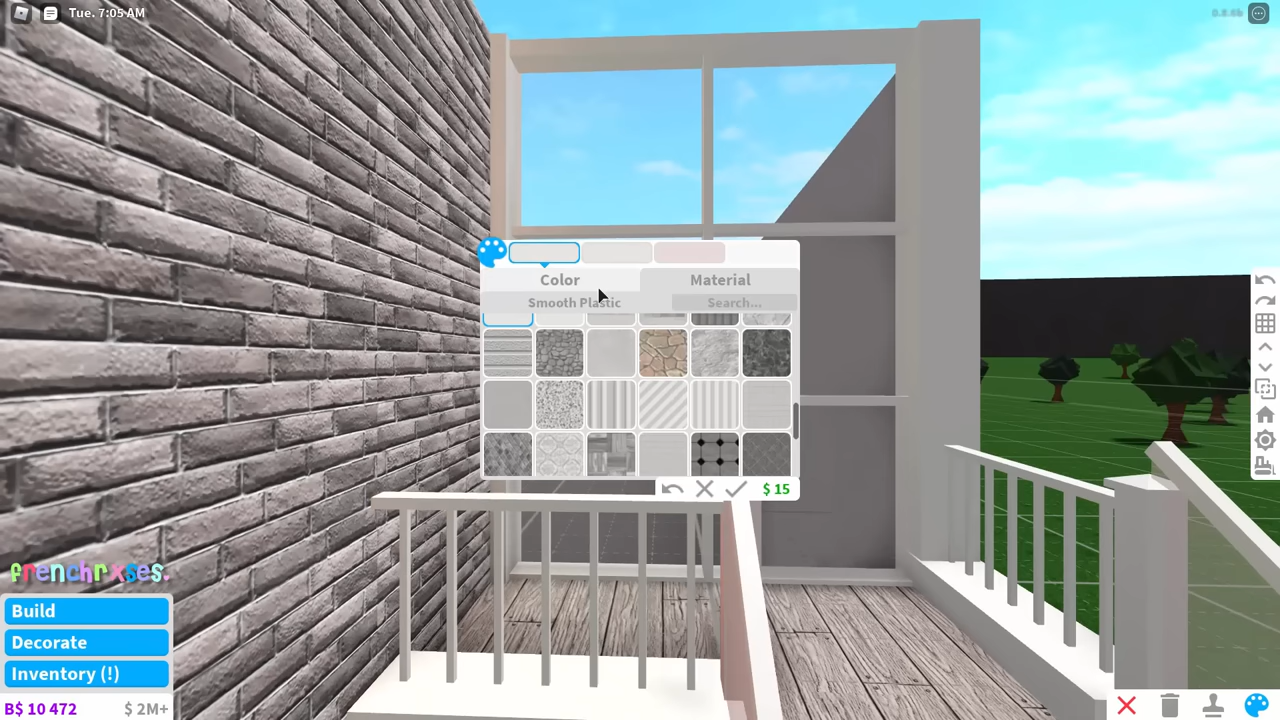 Tue. 7:05 AM
Color
Material
Smooth Plastic
Search...
$ 15
frenchrxses.
Build
Decorate
Inventory (!)
B$ 10 472
$ 2M+